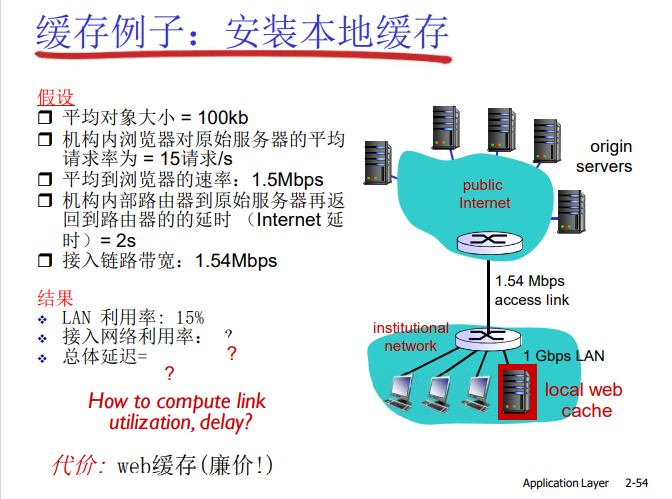 缓存例子：安装本地缓存
假设
平均对象大小 = 100kb
机构内浏览器对原始服务器的平均
请求率为 = 15请求/s
平均到浏览器的速率：1.5Mbps
机构内部路由器到原始服务器再返
回到路由器的的延时 （Internet 延
时）= 2s
接入链路带宽：1.54Mbps
结果
LAN 利用率: 15%
接入网络利用率： ?
总体延迟= ?
?
How to compute link
utilization, delay?
代价: web缓存(廉价!)
origin
servers
public
Internet
1.54 Mbps
access link
institutional
network
1 Gbps LAN
local web
cache
Application Layer 2-54